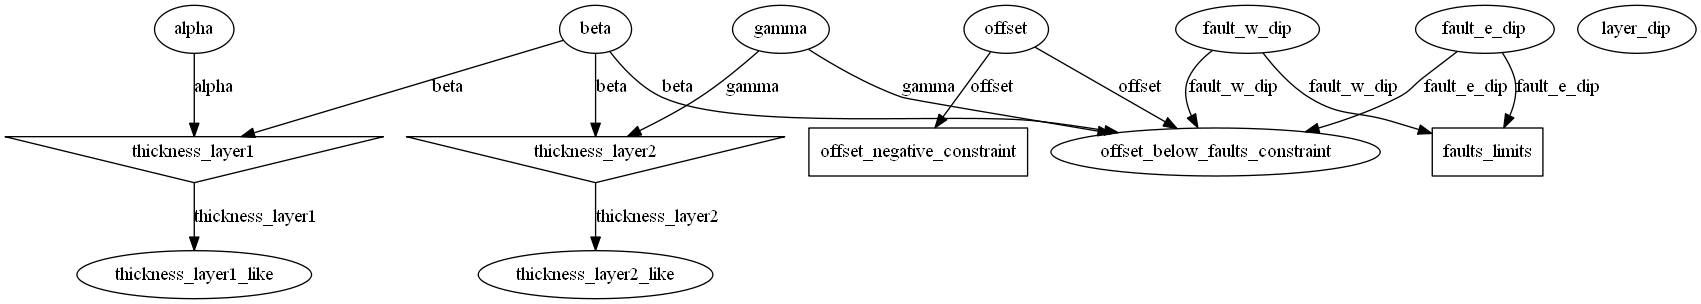 alpha
beta
gamma
offset
fault_w_dip
fault_e_dip
layer_dip
alpha
beta
beta
beta
gamma
gamma
offset
offset
fault_w_dip
fault_w_dip
fault_e_dip
fault_e_dip
thickness_layer1
thickness_layer2
offset_negative_constraint
offset_below_faults_constraint
faults_limits
thickness_layer1
thickness_layer2
thickness_layer1_like
thickness_layer2_like